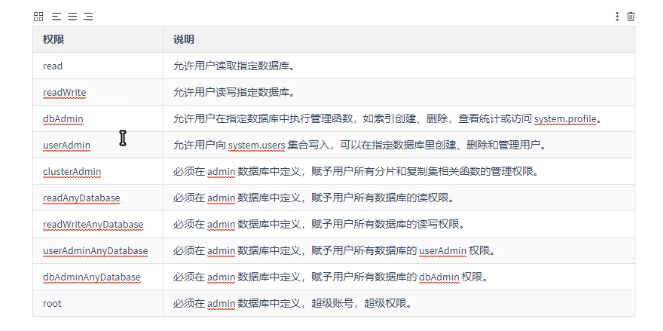 权限 说明
read 允许用户读取指定数据库。
readWrite 允许用户读写指定数据库。
dbAdmin 允许用户在指定数据库中执行管理函数，如索引创建、删除，查看统计或访问 system.profile。
userAdmin 允许用户向 system.users 集合写入，可以在指定数据库里创建、删除和管理用户。
clusterAdmin 必须在 admin 数据库中定义，赋予用户所有分片和复制集相关函数的管理权限。
readAnyDatabase 必须在 admin 数据库中定义，赋予用户所有数据库的读权限。
readWriteAnyDatabase 必须在 admin 数据库中定义，赋予用户所有数据库的读写权限。
userAdminAnyDatabase 必须在 admin 数据库中定义，赋予用户所有数据库的 userAdmin 权限。
dbAdminAnyDatabase 必须在 admin 数据库中定义，赋予用户所有数据库的 dbAdmin 权限。
root 必须在 admin 数据库中定义，超级账号，超级权限。